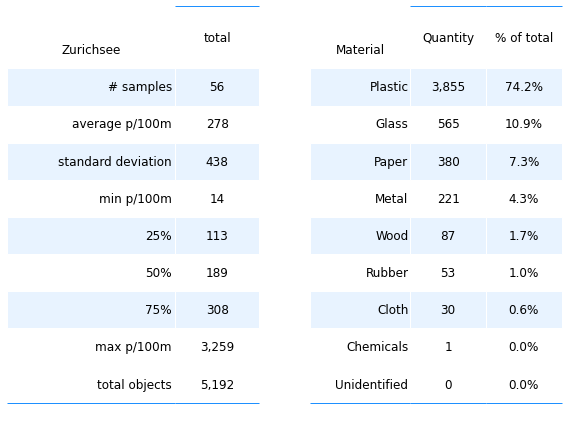 Zurichsee total
# samples 56
average p/100m 278
standard deviation 438
min p/100m 14
25% 113
50% 189
75% 308
max p/100m 3,259
total objects 5,192
Material Quantity % of total
Plastic 3,855 74.2%
Glass 565 10.9%
Paper 380 7.3%
Metal 221 4.3%
Wood 87 1.7%
Rubber 53 1.0%
Cloth 30 0.6%
Chemicals 1 0.0%
Unidentified 0 0.0%